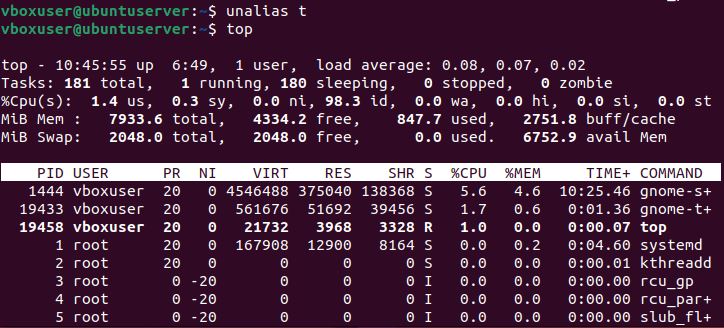 vboxuser@ubuntuserver:~$ unalias t
vboxuser@ubuntuserver:~$ top
top - 10:45:55 up  6:49,  1 user,  load average: 0.08, 0.07, 0.02
Tasks: 181 total,   1 running, 180 sleeping,   0 stopped,   0 zombie
%Cpu(s):  1.4 us,  0.3 sy,  0.0 ni, 98.3 id,  0.0 wa,  0.0 hi,  0.0 si,  0.0 st
MiB Mem :   7933.6 total,   4334.2 free,    847.7 used,   2751.8 buff/cache
MiB Swap:   2048.0 total,   2048.0 free,      0.0 used.   6752.9 avail Mem
PID USER      PR  NI    VIRT    RES    SHR S  %CPU  %MEM     TIME+ COMMAND
1444 vboxuser  20   0 4546488 375040 138368 S   5.6   4.6  10:25.46 gnome-s+
19433 vboxuser  20   0  561676  51692  39456 S   1.7   0.6   0:01.36 gnome-t+
19458 vboxuser  20   0   21732   3968   3328 R   1.0   0.0   0:00.07 top
1 root      20   0  167908  12900   8164 S   0.0   0.2   0:04.60 systemd
2 root      20   0       0      0      0 S   0.0   0.0   0:00.01 kthreadd
3 root       0 -20       0      0      0 I   0.0   0.0   0:00.00 rcu_gp
4 root       0 -20       0      0      0 I   0.0   0.0   0:00.00 rcu_par+
5 root       0 -20       0      0      0 I   0.0   0.0   0:00.00 slub_fl+